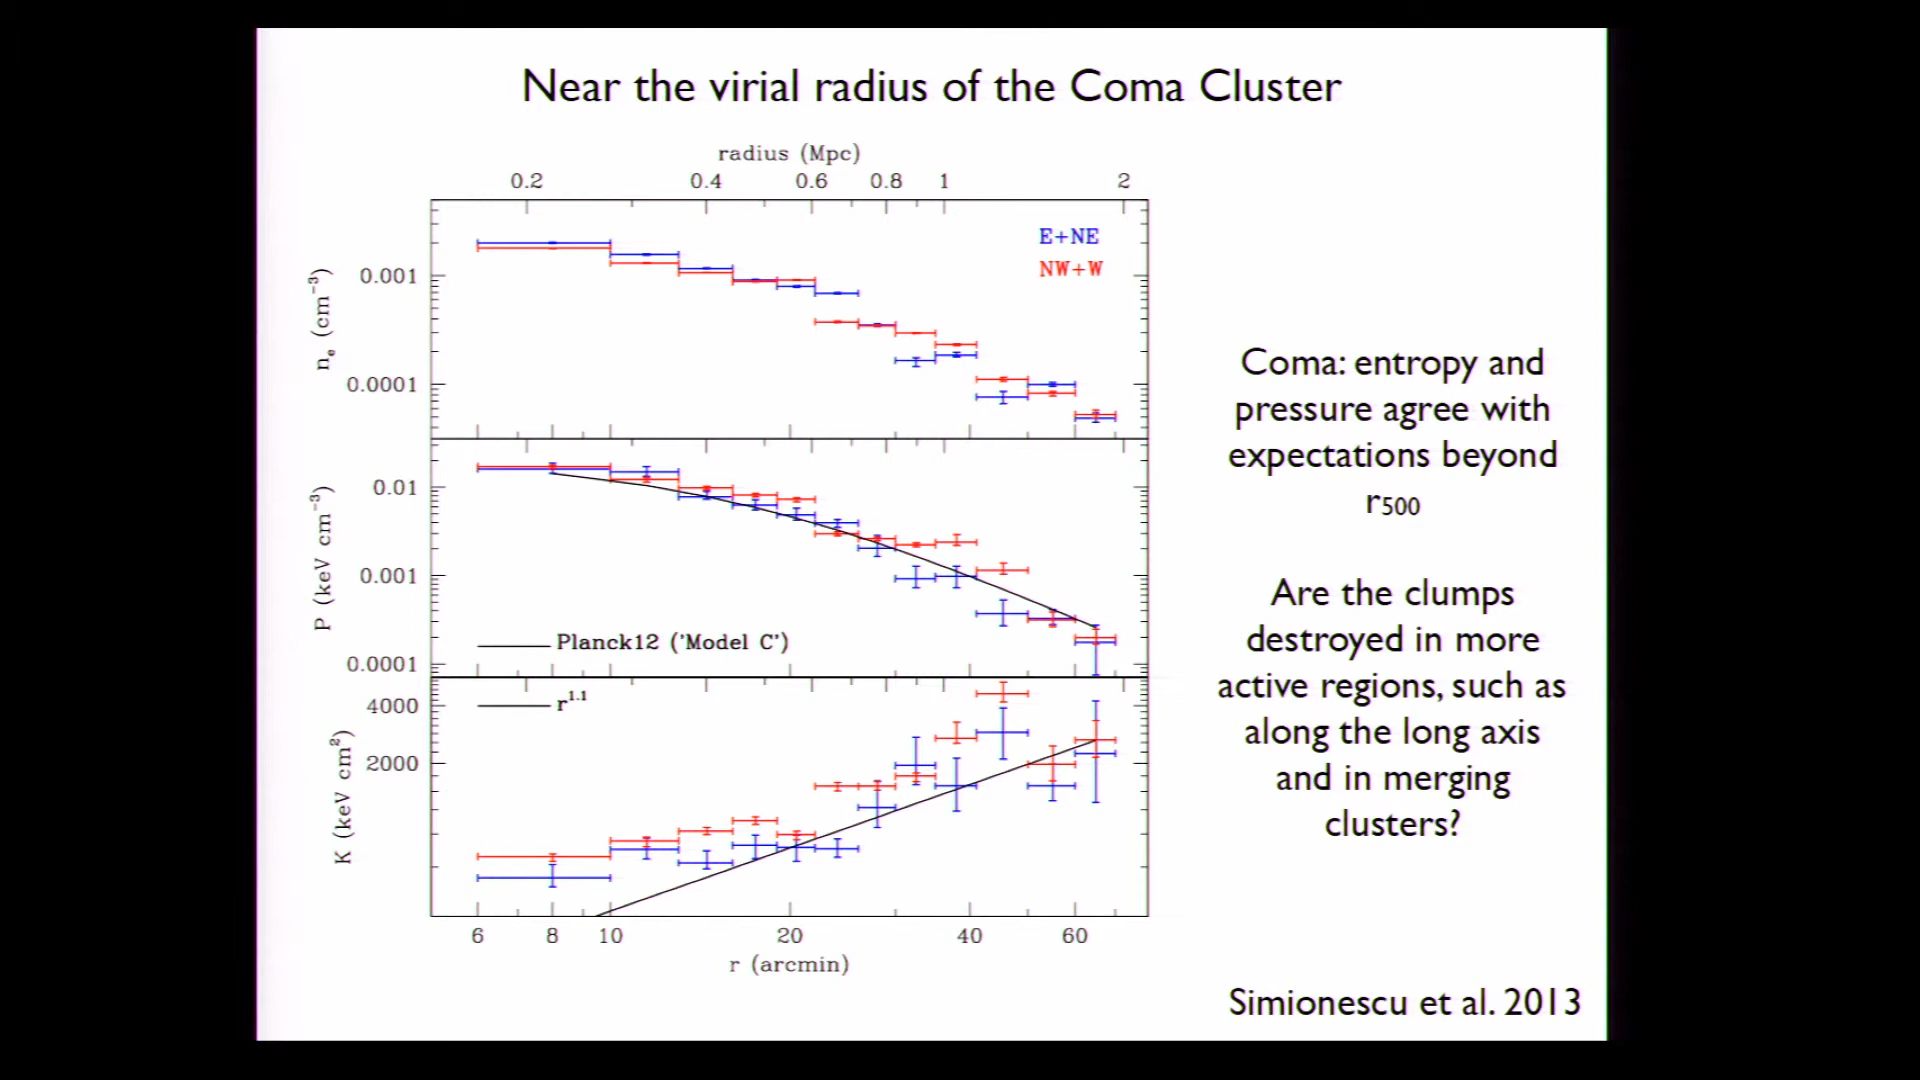 Near the virial radius of the Coma Cluster
radius (Mpc)
0.2 0.4 0.6 0.8 1 2
E+NE
NW+W
0.001
0.0001
nₑ (cm⁻³)
0.01
0.001
0.0001
P (keV cm⁻³)
Planck12 ('Model C')
r¹·¹
4000
2000
K (keV cm²)
6 8 10 20 40 60
r (arcmin)
Coma: entropy and
pressure agree with
expectations beyond
r₅₀₀
Are the clumps
destroyed in more
active regions, such as
along the long axis
and in merging
clusters?
Simionescu et al. 2013